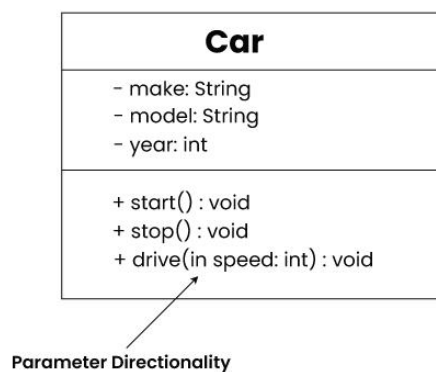 Car
- make: String
- model: String
- year: int
+ start() : void
+ stop() : void
+ drive(in speed: int) : void
Parameter Directionality